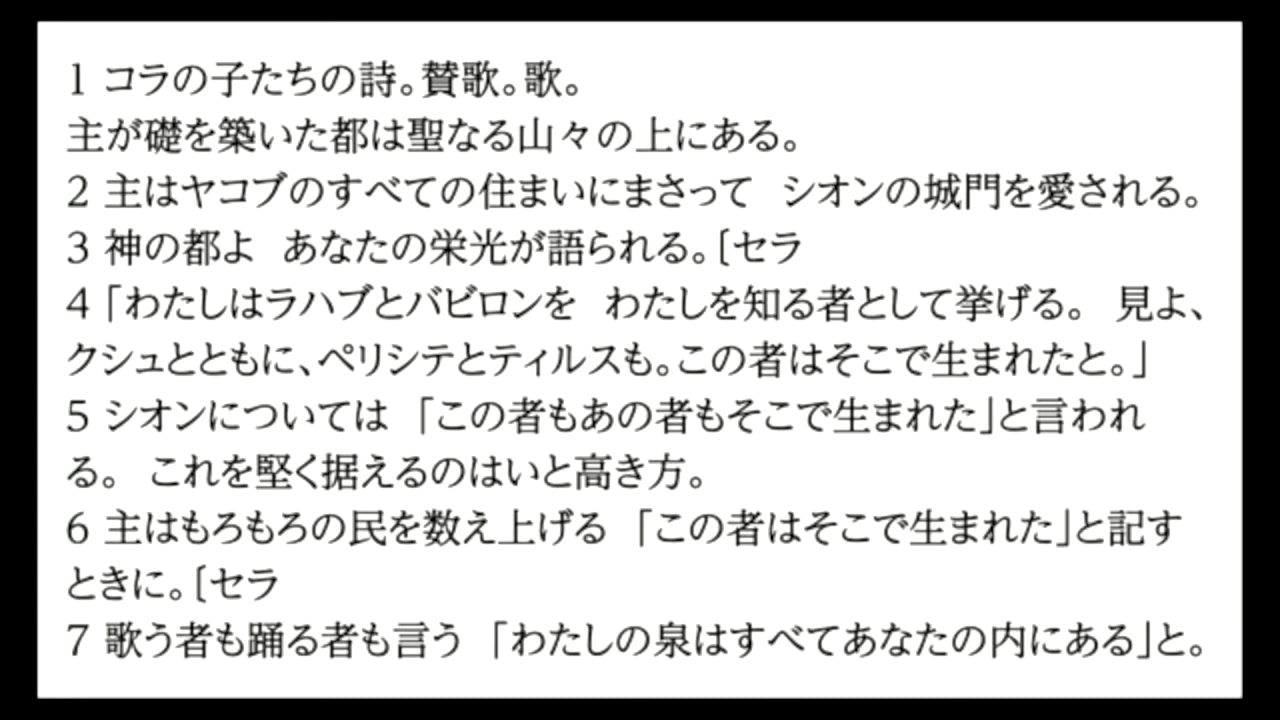 1 コラの子たちの詩。賛歌。歌。
主が礎を築いた都は聖なる山々の上にある。
2 主はヤコブのすべての住まいにまさって　シオンの城門を愛される。
3 神の都よ　あなたの栄光が語られる。〔セラ
4「わたしはラハブとバビロンを　わたしを知る者として挙げる。　見よ、
クシュとともに、ペリシテとティルスも。この者はそこで生まれたと。」
5 シオンについては　「この者もあの者もそこで生まれた」と言われ
る。　これを堅く据えるのはいと高き方。
6 主はもろもろの民を数え上げる　「この者はそこで生まれた」と記す
ときに。〔セラ
7 歌う者も踊る者も言う　「わたしの泉はすべてあなたの内にある」と。